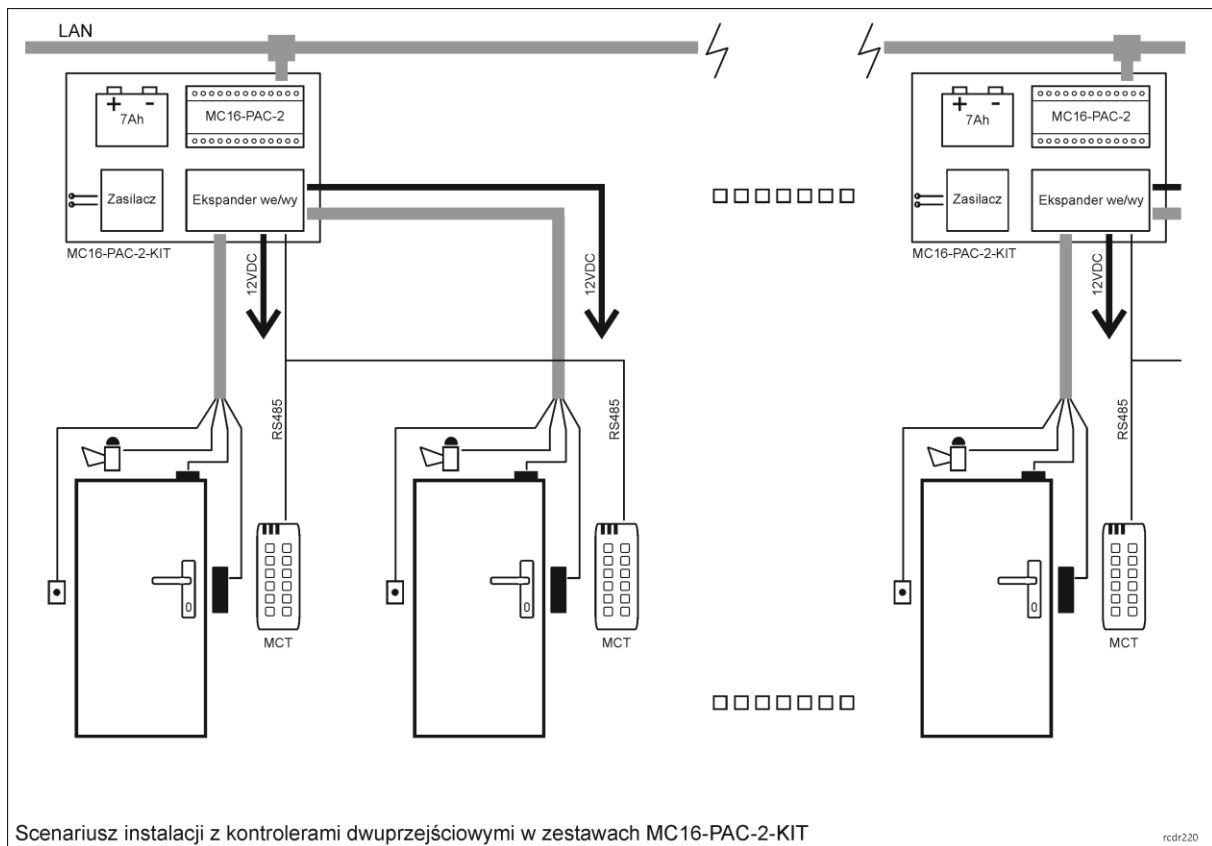 LAN
+ -
7Ah
MC16-PAC-2
Zasilacz
Ekspander we/wy
MC16-PAC-2-KIT
12VDC
12VDC
RS485
RS485
MCT
MCT
+ -
7Ah
MC16-PAC-2
Zasilacz
Ekspander we/wy
MC16-PAC-2-KIT
12VDC
RS485
MCT
Scenariusz instalacji z kontrolerami dwuprzejściowymi w zestawach MC16-PAC-2-KIT
rcdr220